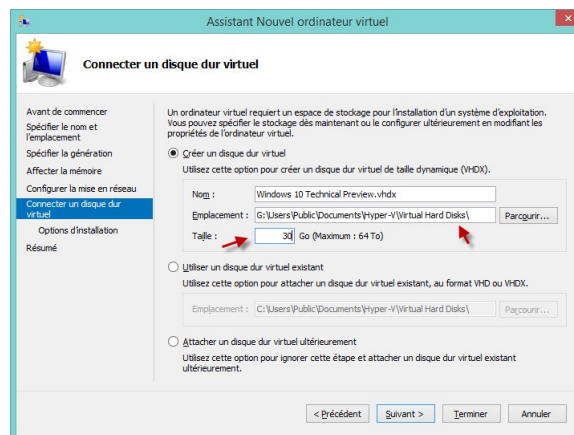 Assistant Nouvel ordinateur virtuel
Connecter un disque dur virtuel
Avant de commencer
Spécifier le nom et
l'emplacement
Spécifier la génération
Affecter la mémoire
Configurer la mise en réseau
Connecter un disque dur
virtuel
Options d'installation
Résumé
Un ordinateur virtuel requiert un espace de stockage pour l'installation d'un système d'exploitation.
Vous pouvez spécifier le stockage dès maintenant ou le configurer ultérieurement en modifiant les
propriétés de l'ordinateur virtuel.
Créer un disque dur virtuel
Utilisez cette option pour créer un disque dur virtuel de taille dynamique (VHDX).
Nom : Windows 10 Technical Preview.vhdx
Emplacement : G:\Users\Public\Documents\Hyper-V\Virtual Hard Disks\ Parcourir...
Taille : 30 Go (Maximum : 64 To)
Utiliser un disque dur virtuel existant
Utilisez cette option pour attacher un disque dur virtuel existant, au format VHD ou VHDX.
Emplacement : C:\Users\Public\Documents\Hyper-V\Virtual Hard Disks\ Parcourir...
Attacher un disque dur virtuel ultérieurement
Utilisez cette option pour ignorer cette étape et attacher un disque dur virtuel existant
ultérieurement.
< Précédent Suivant > Terminer Annuler